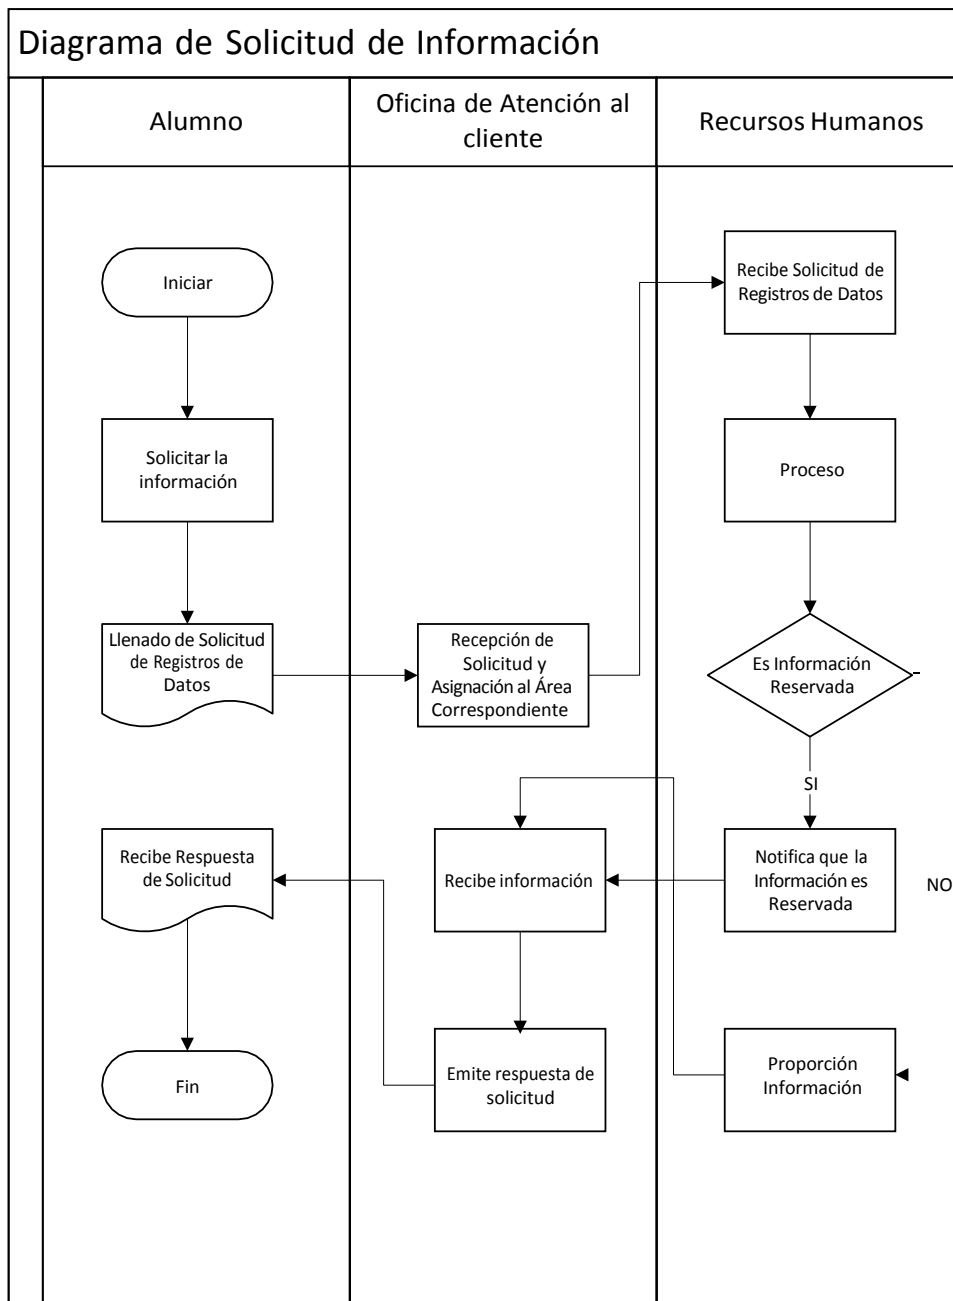 Diagrama de Solicitud de Información
Alumno
Oficina de Atención al
cliente
Recursos Humanos
Iniciar
Solicitar la
información
Llenado de Solicitud
de Registros de
Datos
Recepción de
Solicitud y
Asignación al Área
Correspondiente
Recibe Solicitud de
Registros de Datos
Proceso
Es Información
Reservada
SI
NO
Notifica que la
Información es
Reservada
Proporción
Información
Recibe información
Emite respuesta de
solicitud
Recibe Respuesta
de Solicitud
Fin